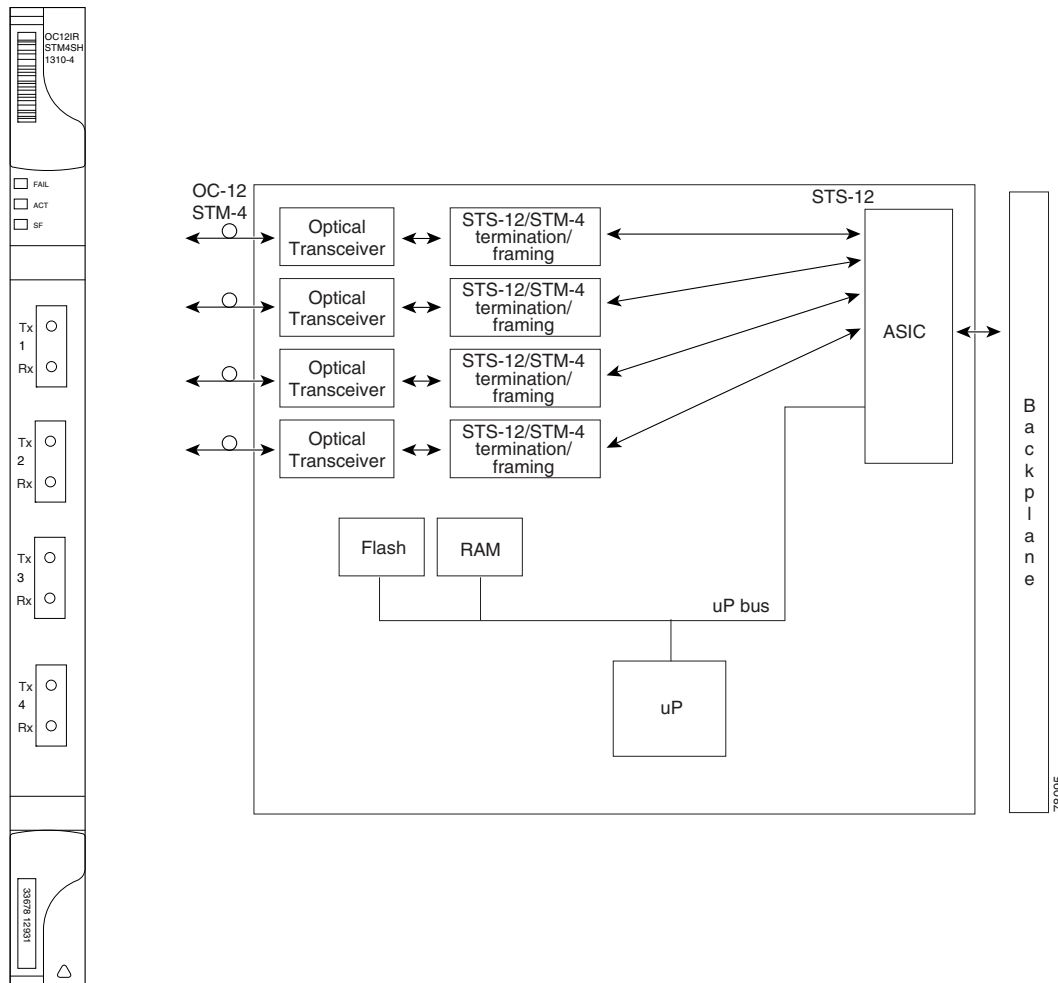 OC12IR
STM4SH
1310-4
FAIL
ACT
SF
Tx
1
Rx
Tx
2
Rx
Tx
3
Rx
Tx
4
Rx
33678 12931
OC-12
STM-4
STS-12
Optical
Transceiver
STS-12/STM-4
termination/
framing
Optical
Transceiver
STS-12/STM-4
termination/
framing
Optical
Transceiver
STS-12/STM-4
termination/
framing
Optical
Transceiver
STS-12/STM-4
termination/
framing
ASIC
Flash
RAM
uP bus
uP
Backplane
78095